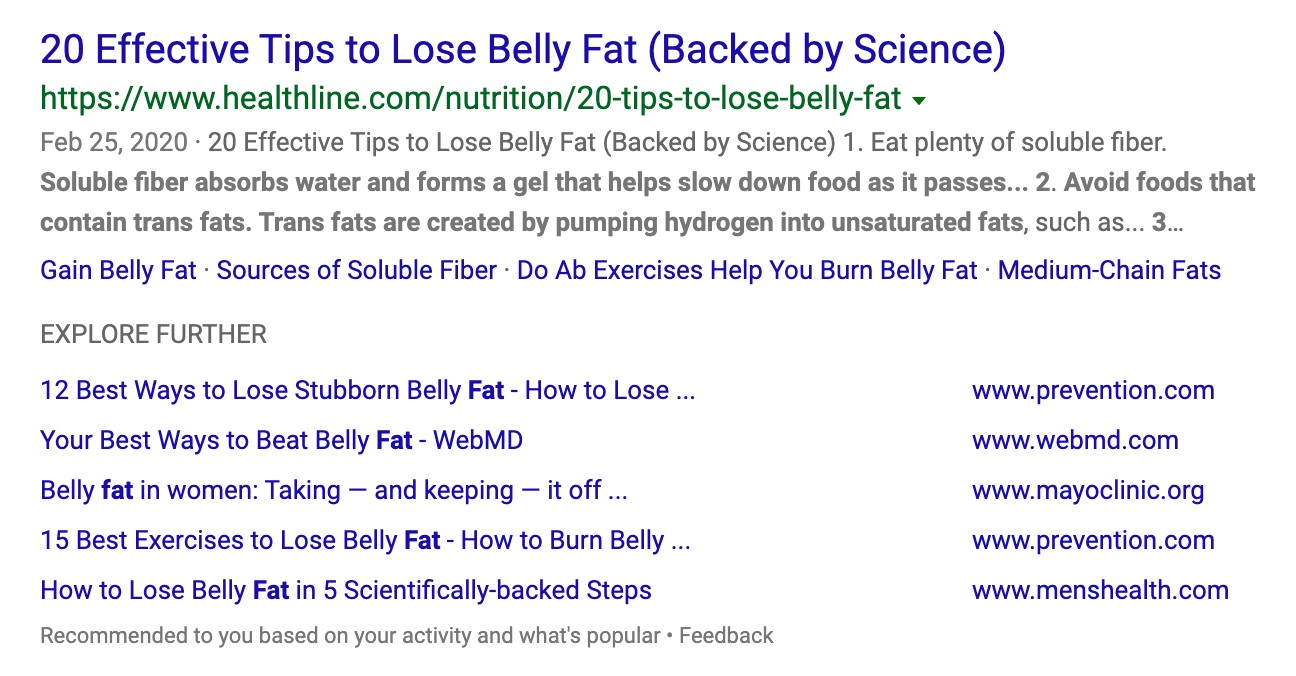 20 Effective Tips to Lose Belly Fat (Backed by Science)
https://www.healthline.com/nutrition/20-tips-to-lose-belly-fat
Feb 25, 2020 · 20 Effective Tips to Lose Belly Fat (Backed by Science) 1. Eat plenty of soluble fiber.
Soluble fiber absorbs water and forms a gel that helps slow down food as it passes... 2. Avoid foods that
contain trans fats. Trans fats are created by pumping hydrogen into unsaturated fats, such as... 3…
Gain Belly Fat · Sources of Soluble Fiber · Do Ab Exercises Help You Burn Belly Fat · Medium-Chain Fats
EXPLORE FURTHER
12 Best Ways to Lose Stubborn Belly Fat - How to Lose ... www.prevention.com
Your Best Ways to Beat Belly Fat - WebMD www.webmd.com
Belly fat in women: Taking — and keeping — it off ... www.mayoclinic.org
15 Best Exercises to Lose Belly Fat - How to Burn Belly ... www.prevention.com
How to Lose Belly Fat in 5 Scientifically-backed Steps www.menshealth.com
Recommended to you based on your activity and what's popular • Feedback